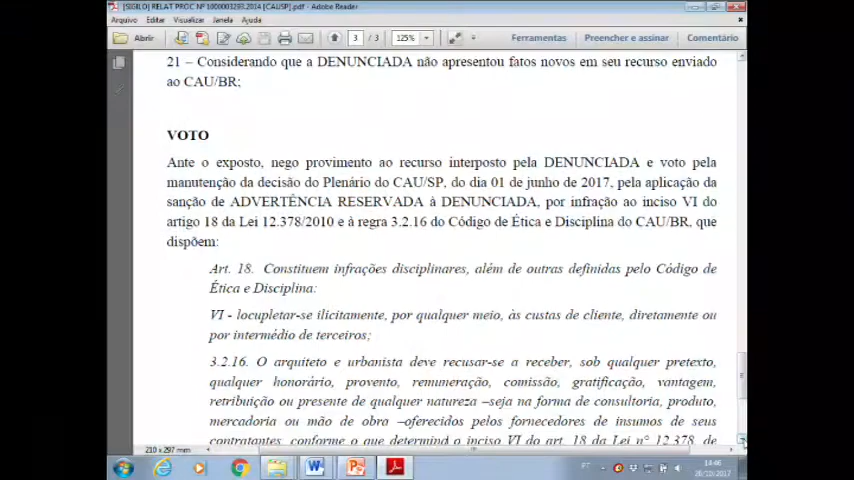 [SIGILO] RELAT PROC Nº 1000003293.2014 [CAUSP].pdf - Adobe Reader
Arquivo Editar Visualizar Janela Ajuda
Abrir 3 / 3 125% Ferramentas Preencher e assinar Comentário
21 – Considerando que a DENUNCIADA não apresentou fatos novos em seu recurso enviado
ao CAU/BR;
VOTO
Ante o exposto, nego provimento ao recurso interposto pela DENUNCIADA e voto pela
manutenção da decisão do Plenário do CAU/SP, do dia 01 de junho de 2017, pela aplicação da
sanção de ADVERTÊNCIA RESERVADA à DENUNCIADA, por infração ao inciso VI do
artigo 18 da Lei 12.378/2010 e à regra 3.2.16 do Código de Ética e Disciplina do CAU/BR, que
dispõem:
Art. 18. Constituem infrações disciplinares, além de outras definidas pelo Código de
Ética e Disciplina:
VI - locupletar-se ilicitamente, por qualquer meio, às custas de cliente, diretamente ou
por intermédio de terceiros;
3.2.16. O arquiteto e urbanista deve recusar-se a receber, sob qualquer pretexto,
qualquer honorário, provento, remuneração, comissão, gratificação, vantagem,
retribuição ou presente de qualquer natureza –seja na forma de consultoria, produto,
mercadoria ou mão de obra –oferecidos pelos fornecedores de insumos de seus
contratantes, conforme o que determina o inciso VI do art. 18 da Lei n° 12.378, de
210 x 297 mm
PT 14:46
26/10/2017